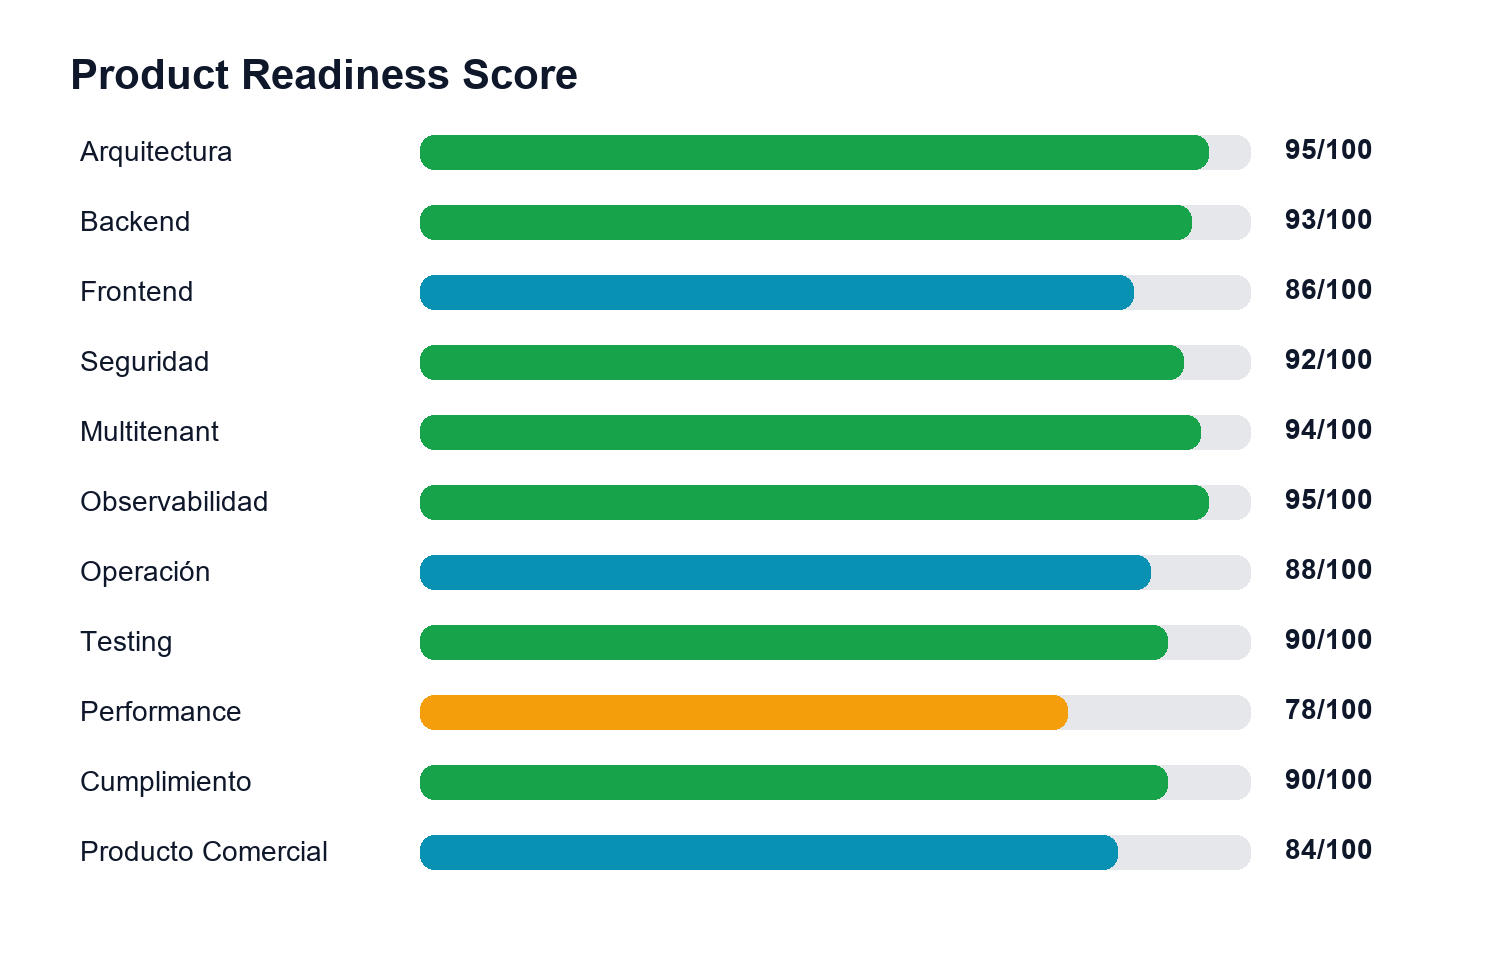 Product Readiness Score
Arquitectura 95/100
Backend 93/100
Frontend 86/100
Seguridad 92/100
Multitenant 94/100
Observabilidad 95/100
Operación 88/100
Testing 90/100
Performance 78/100
Cumplimiento 90/100
Producto Comercial 84/100